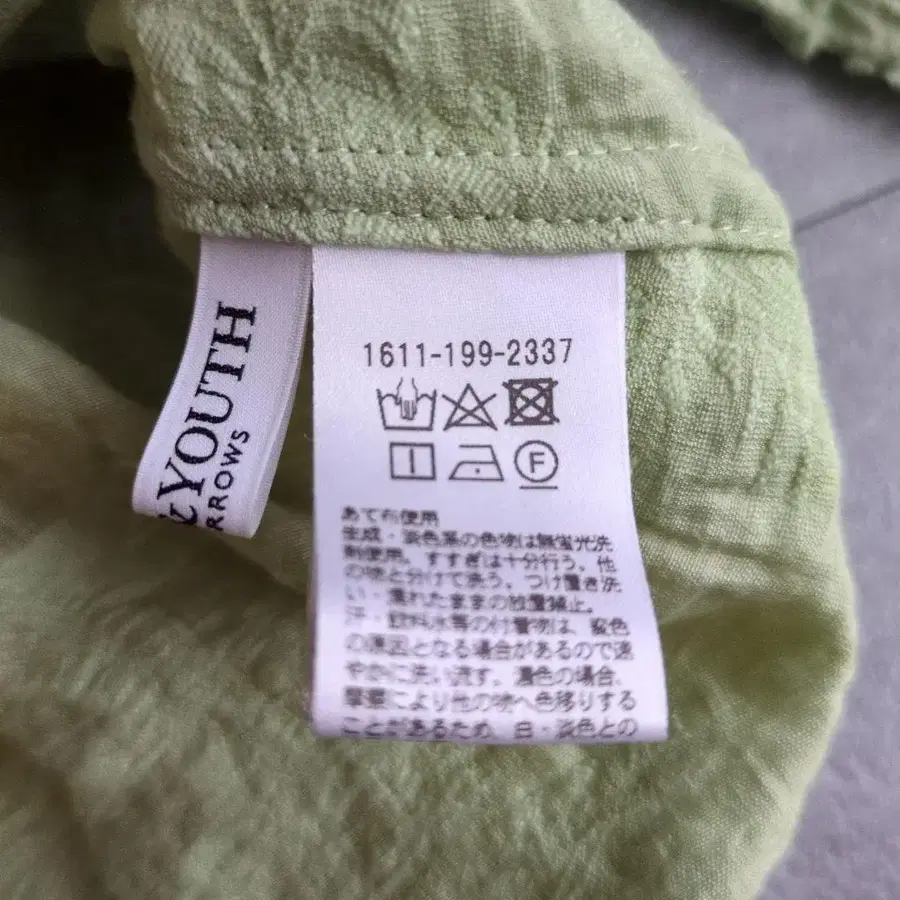 & YOUTH
RROWS
1611-199-2337
F
あて布使用
生成・淡色系の色物は無蛍光洗
剤使用。すすぎは十分行う。他
の物と分けて洗う。つけ置き洗
い・濡れたままの放置禁止。
汗・飲料水等の付着物は、変色
の原因となる場合があるので速
やかに洗い流す。濃色の場合、
摩擦により他の物へ色移りする
ことがあるため、白・淡色との